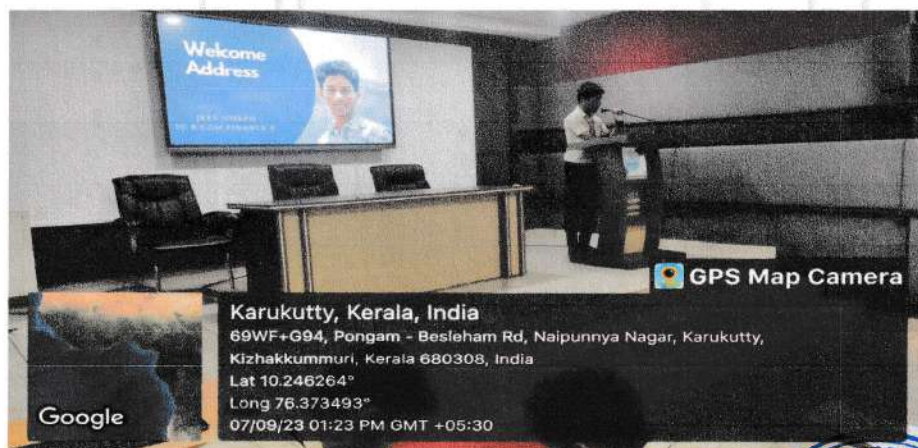 Welcome
Address
GPS Map Camera
Karukutty, Kerala, India
69WF+G94, Pongam - Besleham Rd, Naipunnya Nagar, Karukutty,
Kizhakkummuri, Kerala 680308, India
Lat 10.246264°
Long 76.373493°
07/09/23 01:23 PM GMT +05:30
Google